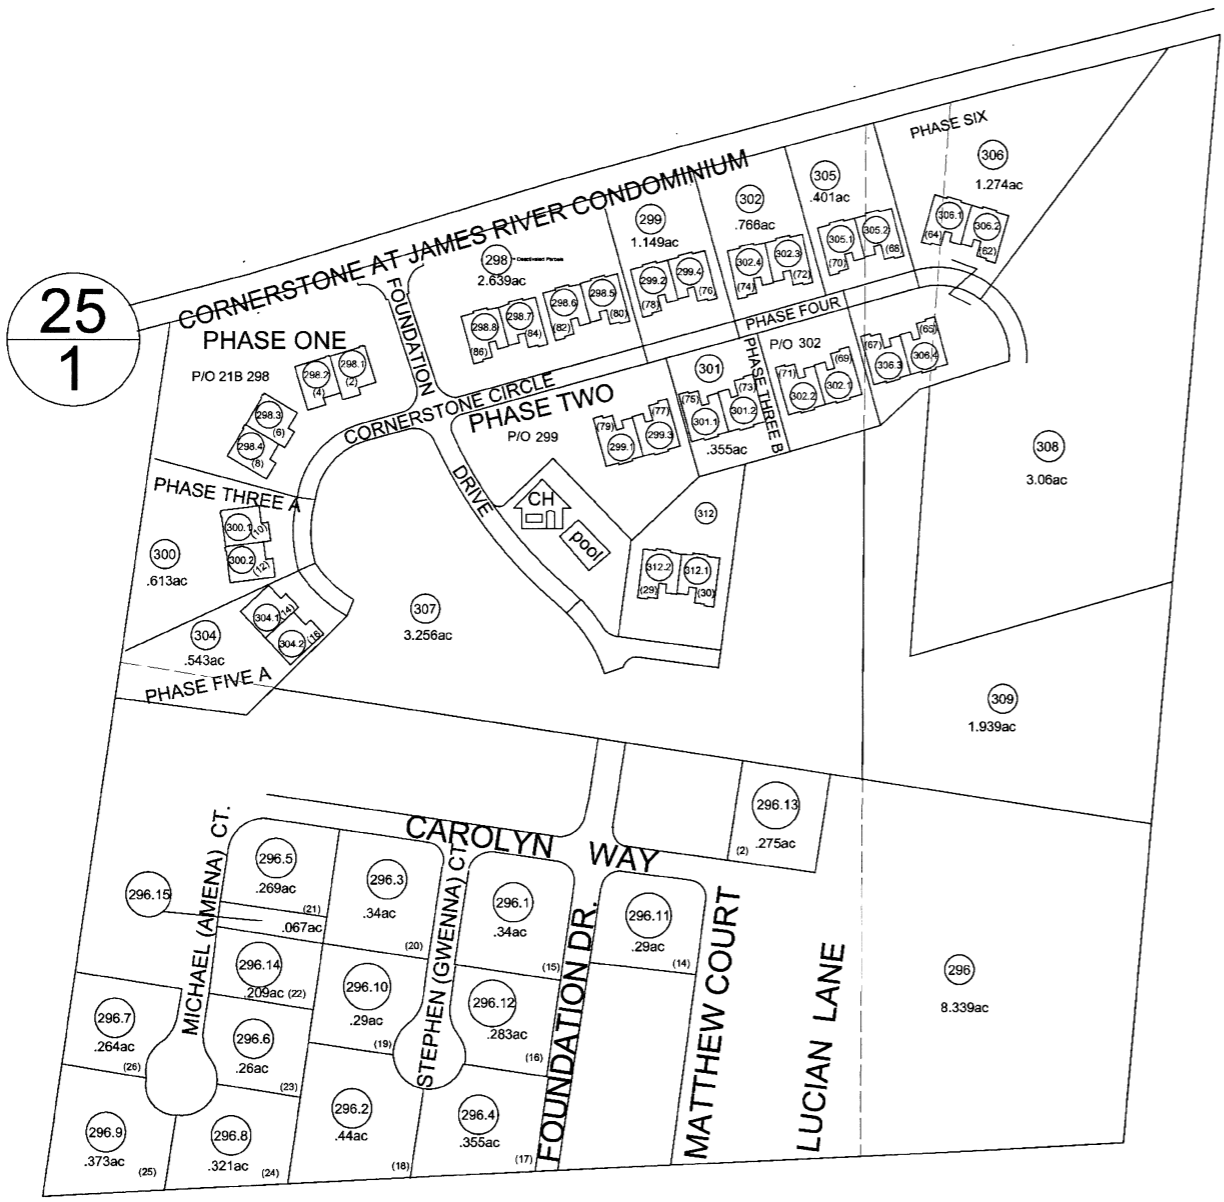 25
1
CORNERSTONE AT JAMES RIVER CONDOMINIUM
PHASE SIX
306
1.274ac
306.1
306.2
(64)
(62)
305
.401ac
305.1
305.2
(70)
(68)
302
.766ac
302.4
302.3
(74)
(72)
299
1.149ac
299.2
299.4
(78)
(76)
298
= Deactivated Parcels
2.639ac
298.8
298.7
298.6
298.5
(86)
(84)
(82)
(80)
FOUNDATION
PHASE ONE
P/O 21B 298
298.2
298.1
(4)
(2)
298.3
(6)
298.4
(8)
CORNERSTONE CIRCLE
PHASE FOUR
P/O 302
PHASE TWO
P/O 299
(79)
(77)
299.1
299.3
301
(75)
(73)
301.1
301.2
.355ac
PHASE THREE B
(71)
(69)
302.2
302.1
(67)
(65)
306.3
306.4
308
3.06ac
DRIVE
CH
pool
312
312.2
312.1
(29)
(30)
PHASE THREE A
300.1
(10)
300.2
(12)
300
.613ac
304.1
(14)
304.2
(16)
304
.543ac
PHASE FIVE A
307
3.256ac
309
1.939ac
CAROLYN WAY
296.13
(2)
.275ac
MICHAEL (AMENA) CT.
296.15
.067ac
296.5
.269ac
(21)
296.3
.34ac
(20)
STEPHEN (GWENNA) CT.
296.1
.34ac
(15)
296.11
.29ac
(14)
FOUNDATION DR.
MATTHEW COURT
LUCIAN LANE
296
8.339ac
296.14
.209ac (22)
296.10
.29ac
(19)
296.12
.283ac
(16)
296.7
.264ac
(26)
296.6
.26ac
(23)
296.9
.373ac
(25)
296.8
.321ac
(24)
296.2
.44ac
(18)
296.4
.355ac
(17)